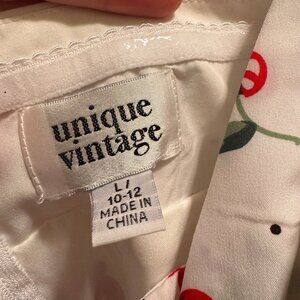 unique
vintage
L/
10-12
MADE IN
CHINA